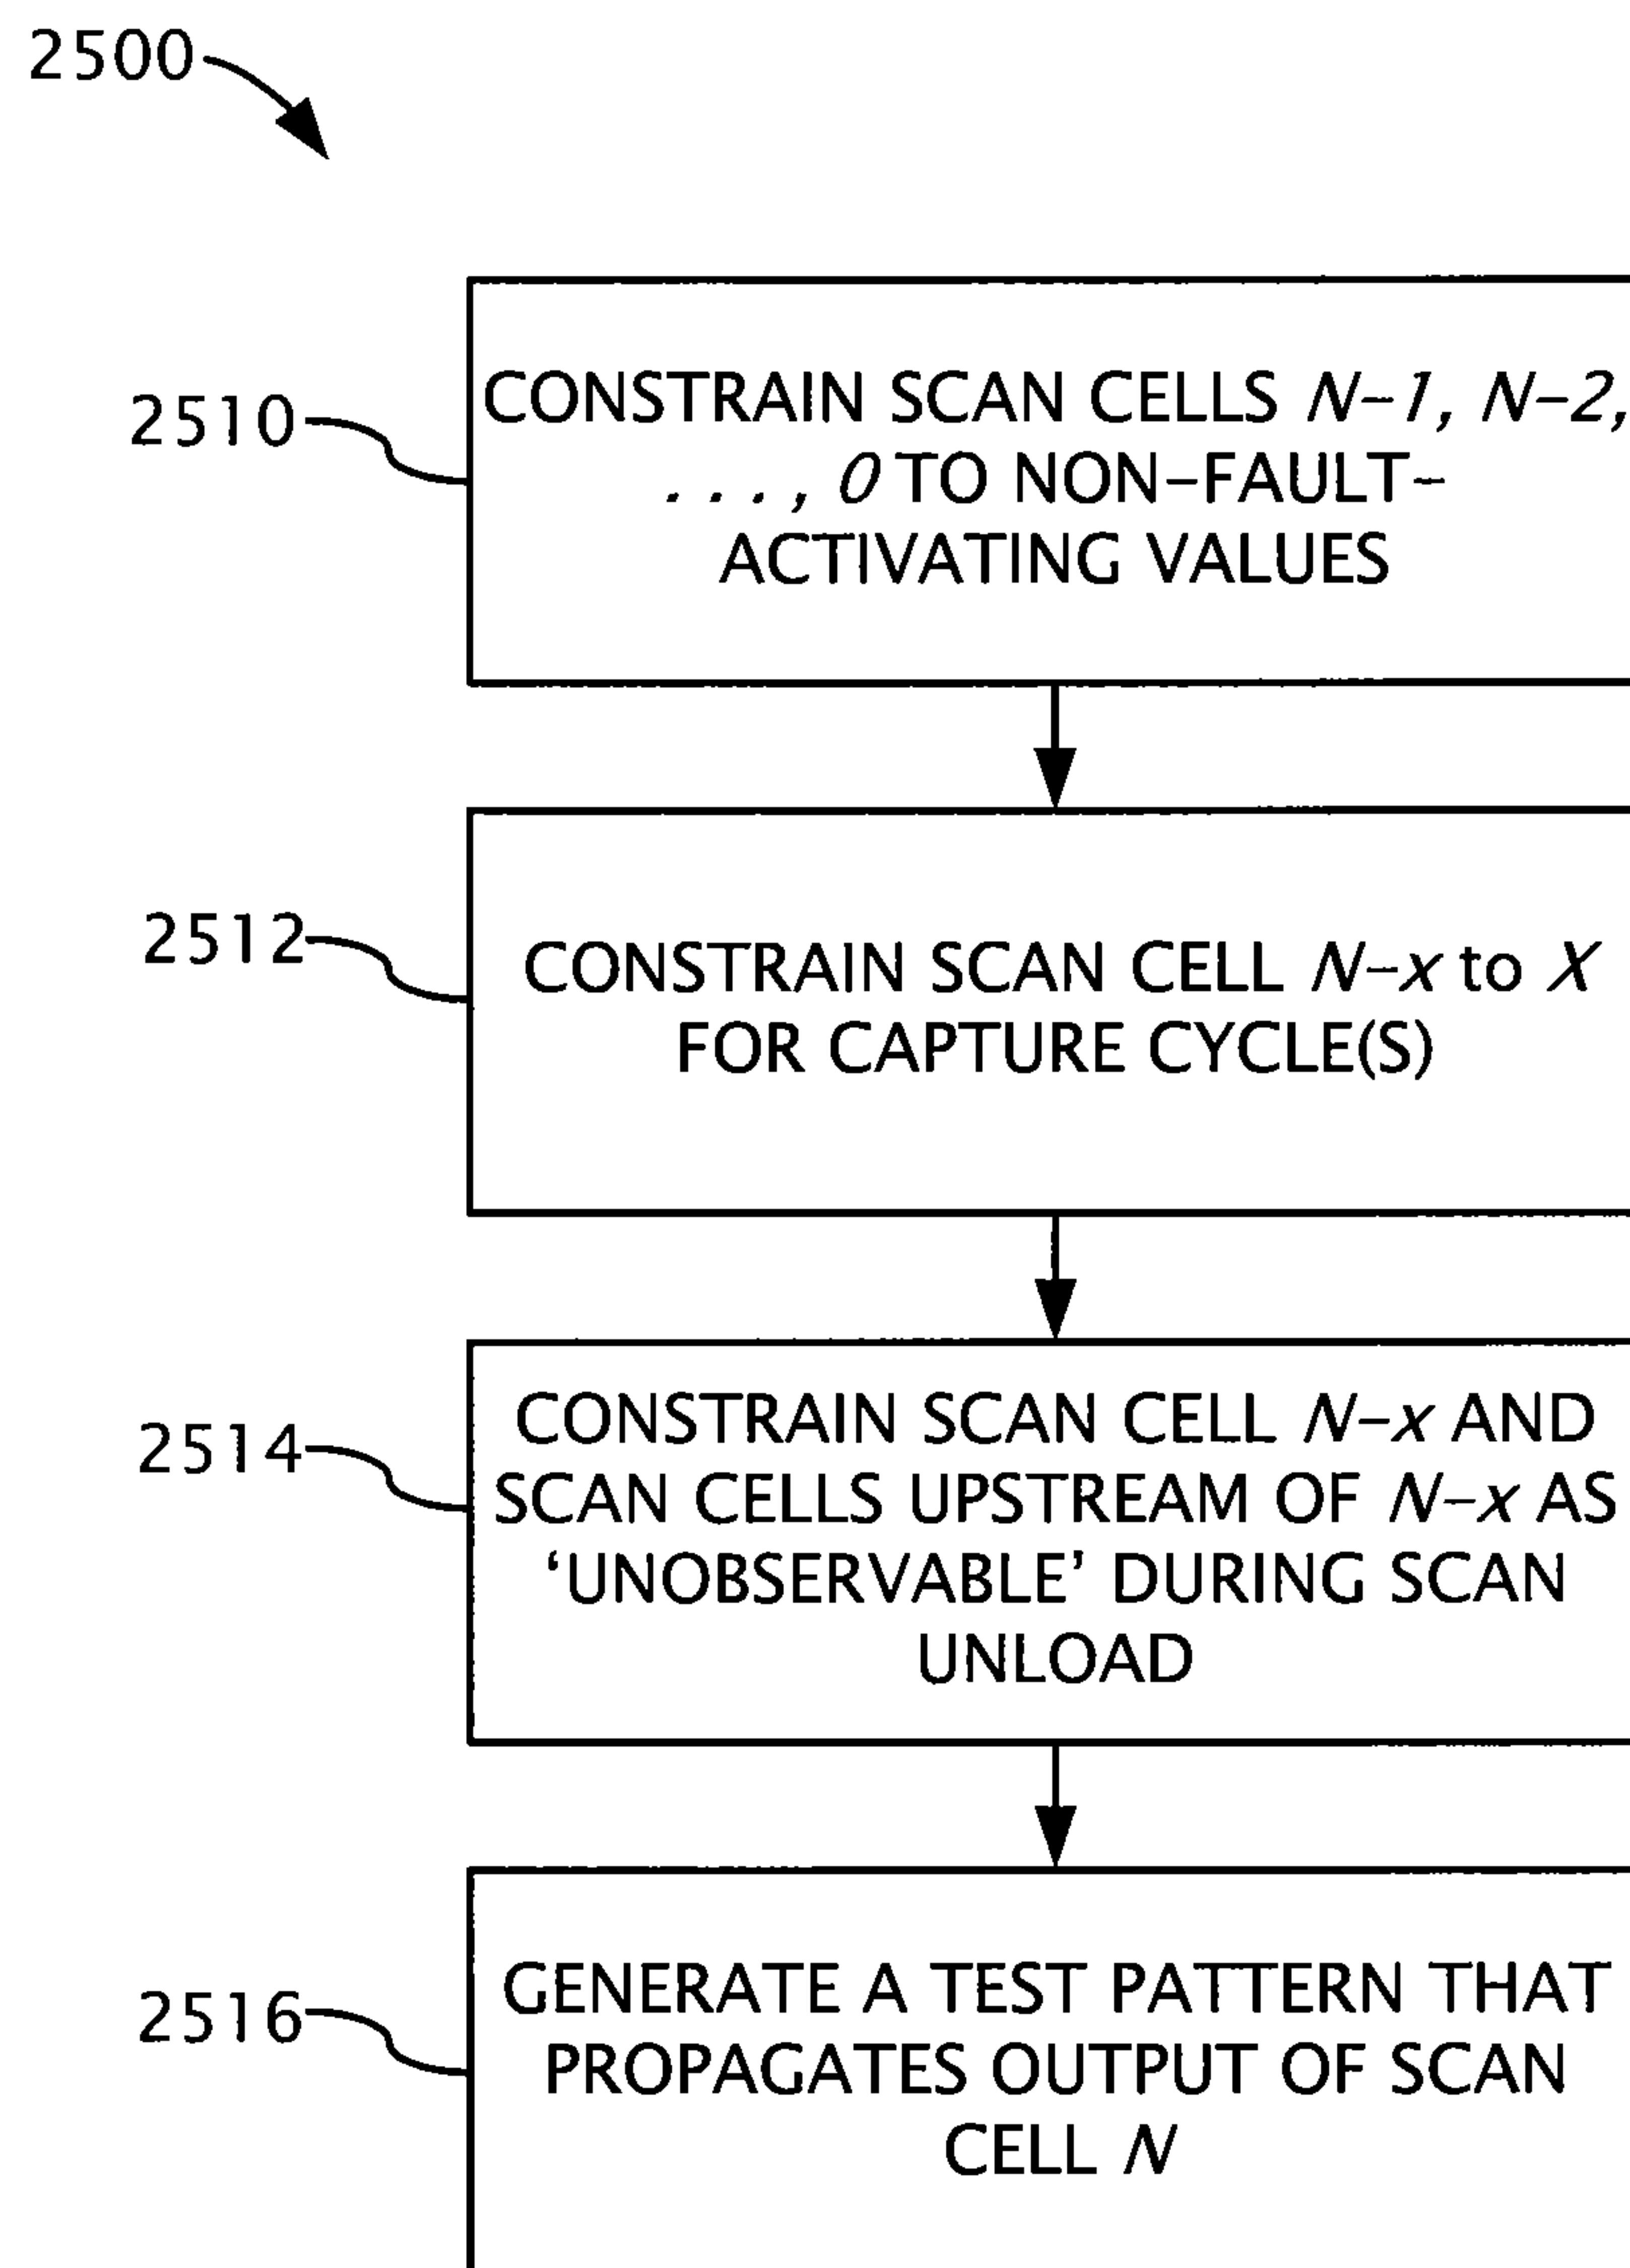 2500
2510
CONSTRAIN SCAN CELLS N-1, N-2,
. . . , 0 TO NON-FAULT-
ACTIVATING VALUES
2512
CONSTRAIN SCAN CELL N-x to X
FOR CAPTURE CYCLE(S)
2514
CONSTRAIN SCAN CELL N-x AND
SCAN CELLS UPSTREAM OF N-x AS
‘UNOBSERVABLE’ DURING SCAN
UNLOAD
2516
GENERATE A TEST PATTERN THAT
PROPAGATES OUTPUT OF SCAN
CELL N